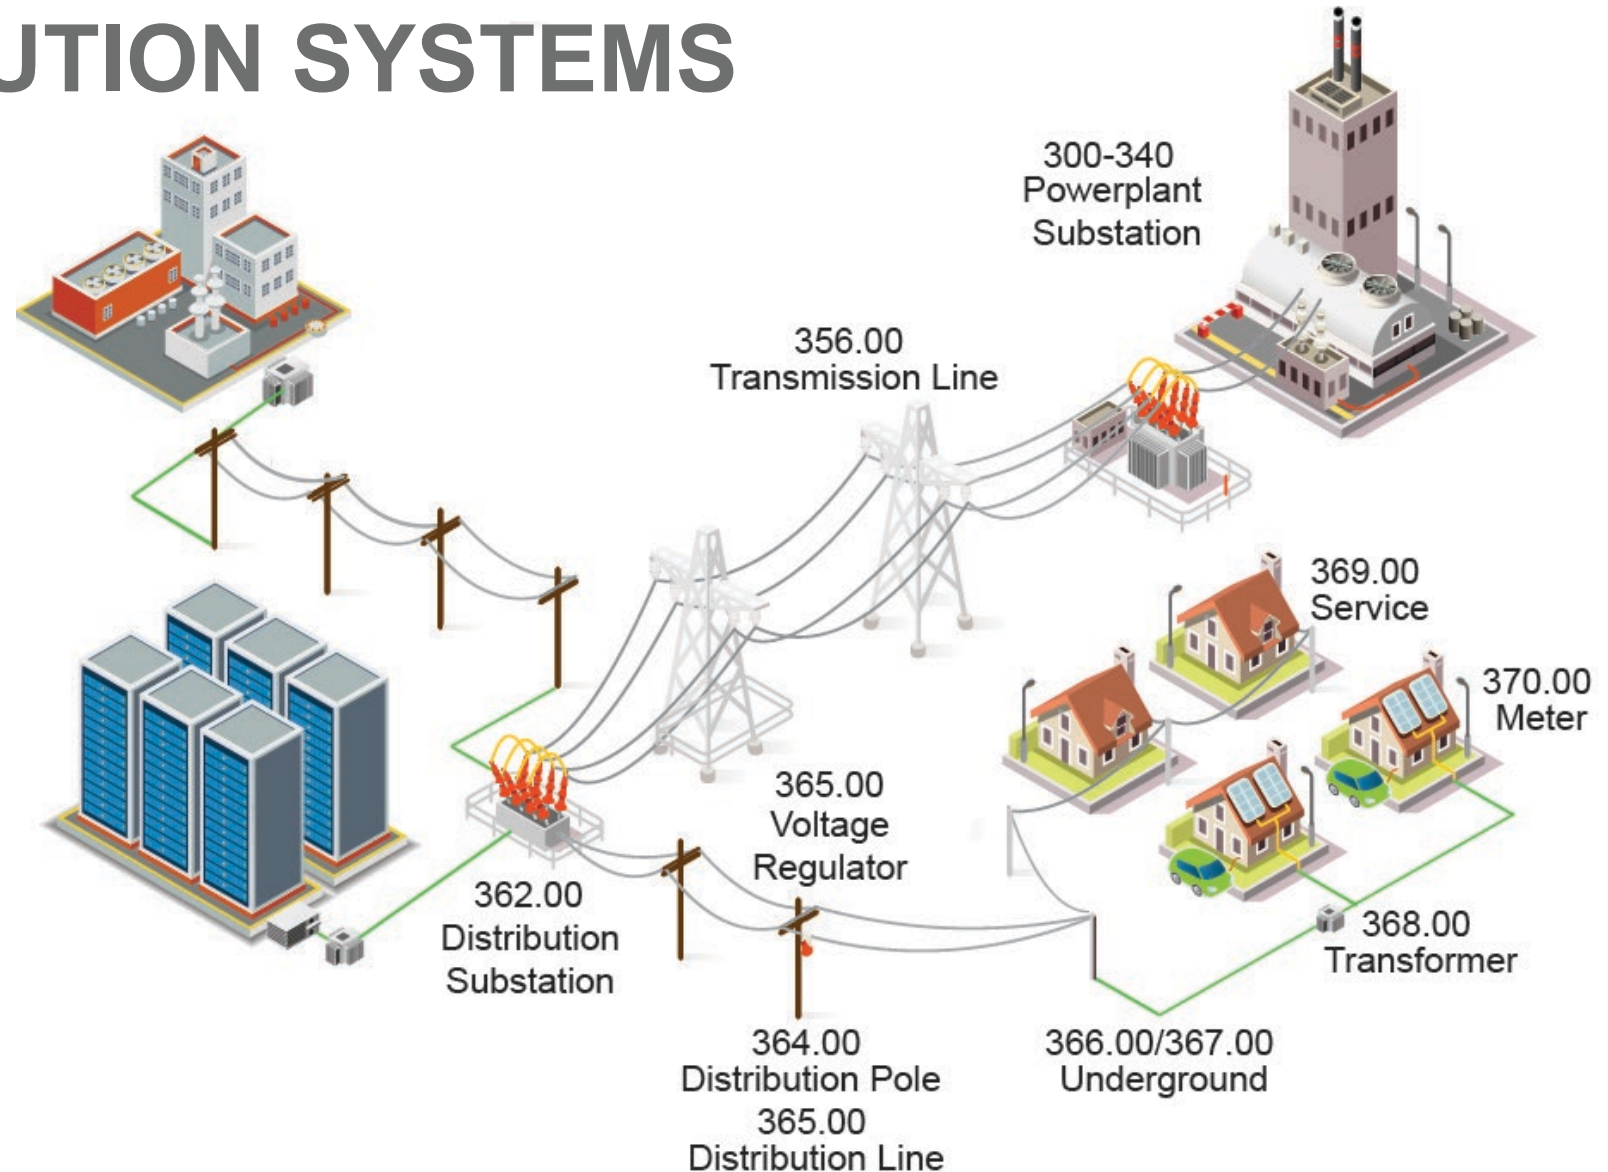 UTION SYSTEMS
300-340
Powerplant
Substation
356.00
Transmission Line
369.00
Service
370.00
Meter
365.00
Voltage
Regulator
362.00
Distribution
Substation
368.00
Transformer
364.00
Distribution Pole
365.00
Distribution Line
366.00/367.00
Underground